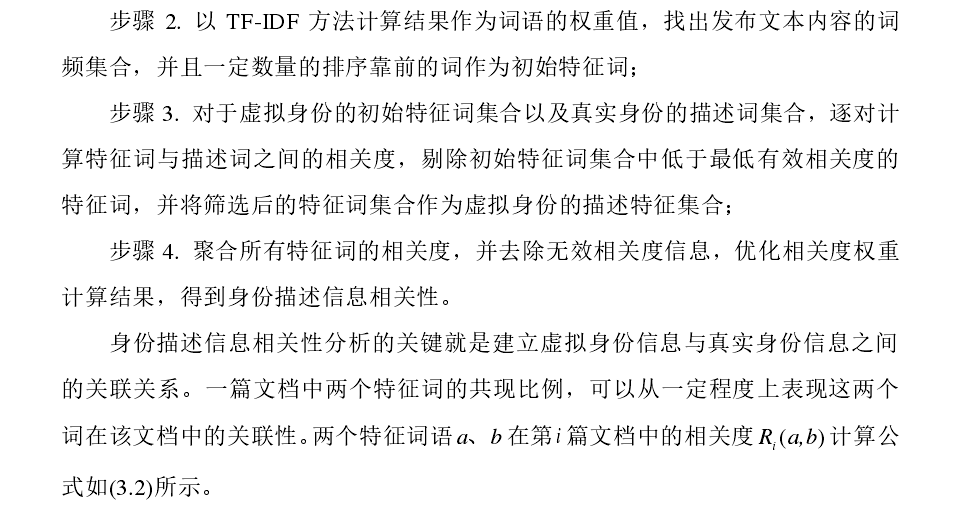 步骤 2. 以 TF-IDF 方法计算结果作为词语的权重值，找出发布文本内容的词
频集合，并且一定数量的排序靠前的词作为初始特征词；
步骤 3. 对于虚拟身份的初始特征词集合以及真实身份的描述词集合，逐对计
算特征词与描述词之间的相关度，剔除初始特征词集合中低于最低有效相关度的
特征词，并将筛选后的特征词集合作为虚拟身份的描述特征集合；
步骤 4. 聚合所有特征词的相关度，并去除无效相关度信息，优化相关度权重
计算结果，得到身份描述信息相关性。
身份描述信息相关性分析的关键就是建立虚拟身份信息与真实身份信息之间
的关联关系。一篇文档中两个特征词的共现比例，可以从一定程度上表现这两个
词在该文档中的关联性。两个特征词语 a、b 在第 i 篇文档中的相关度 R_i(a,b) 计算公
式如(3.2)所示。